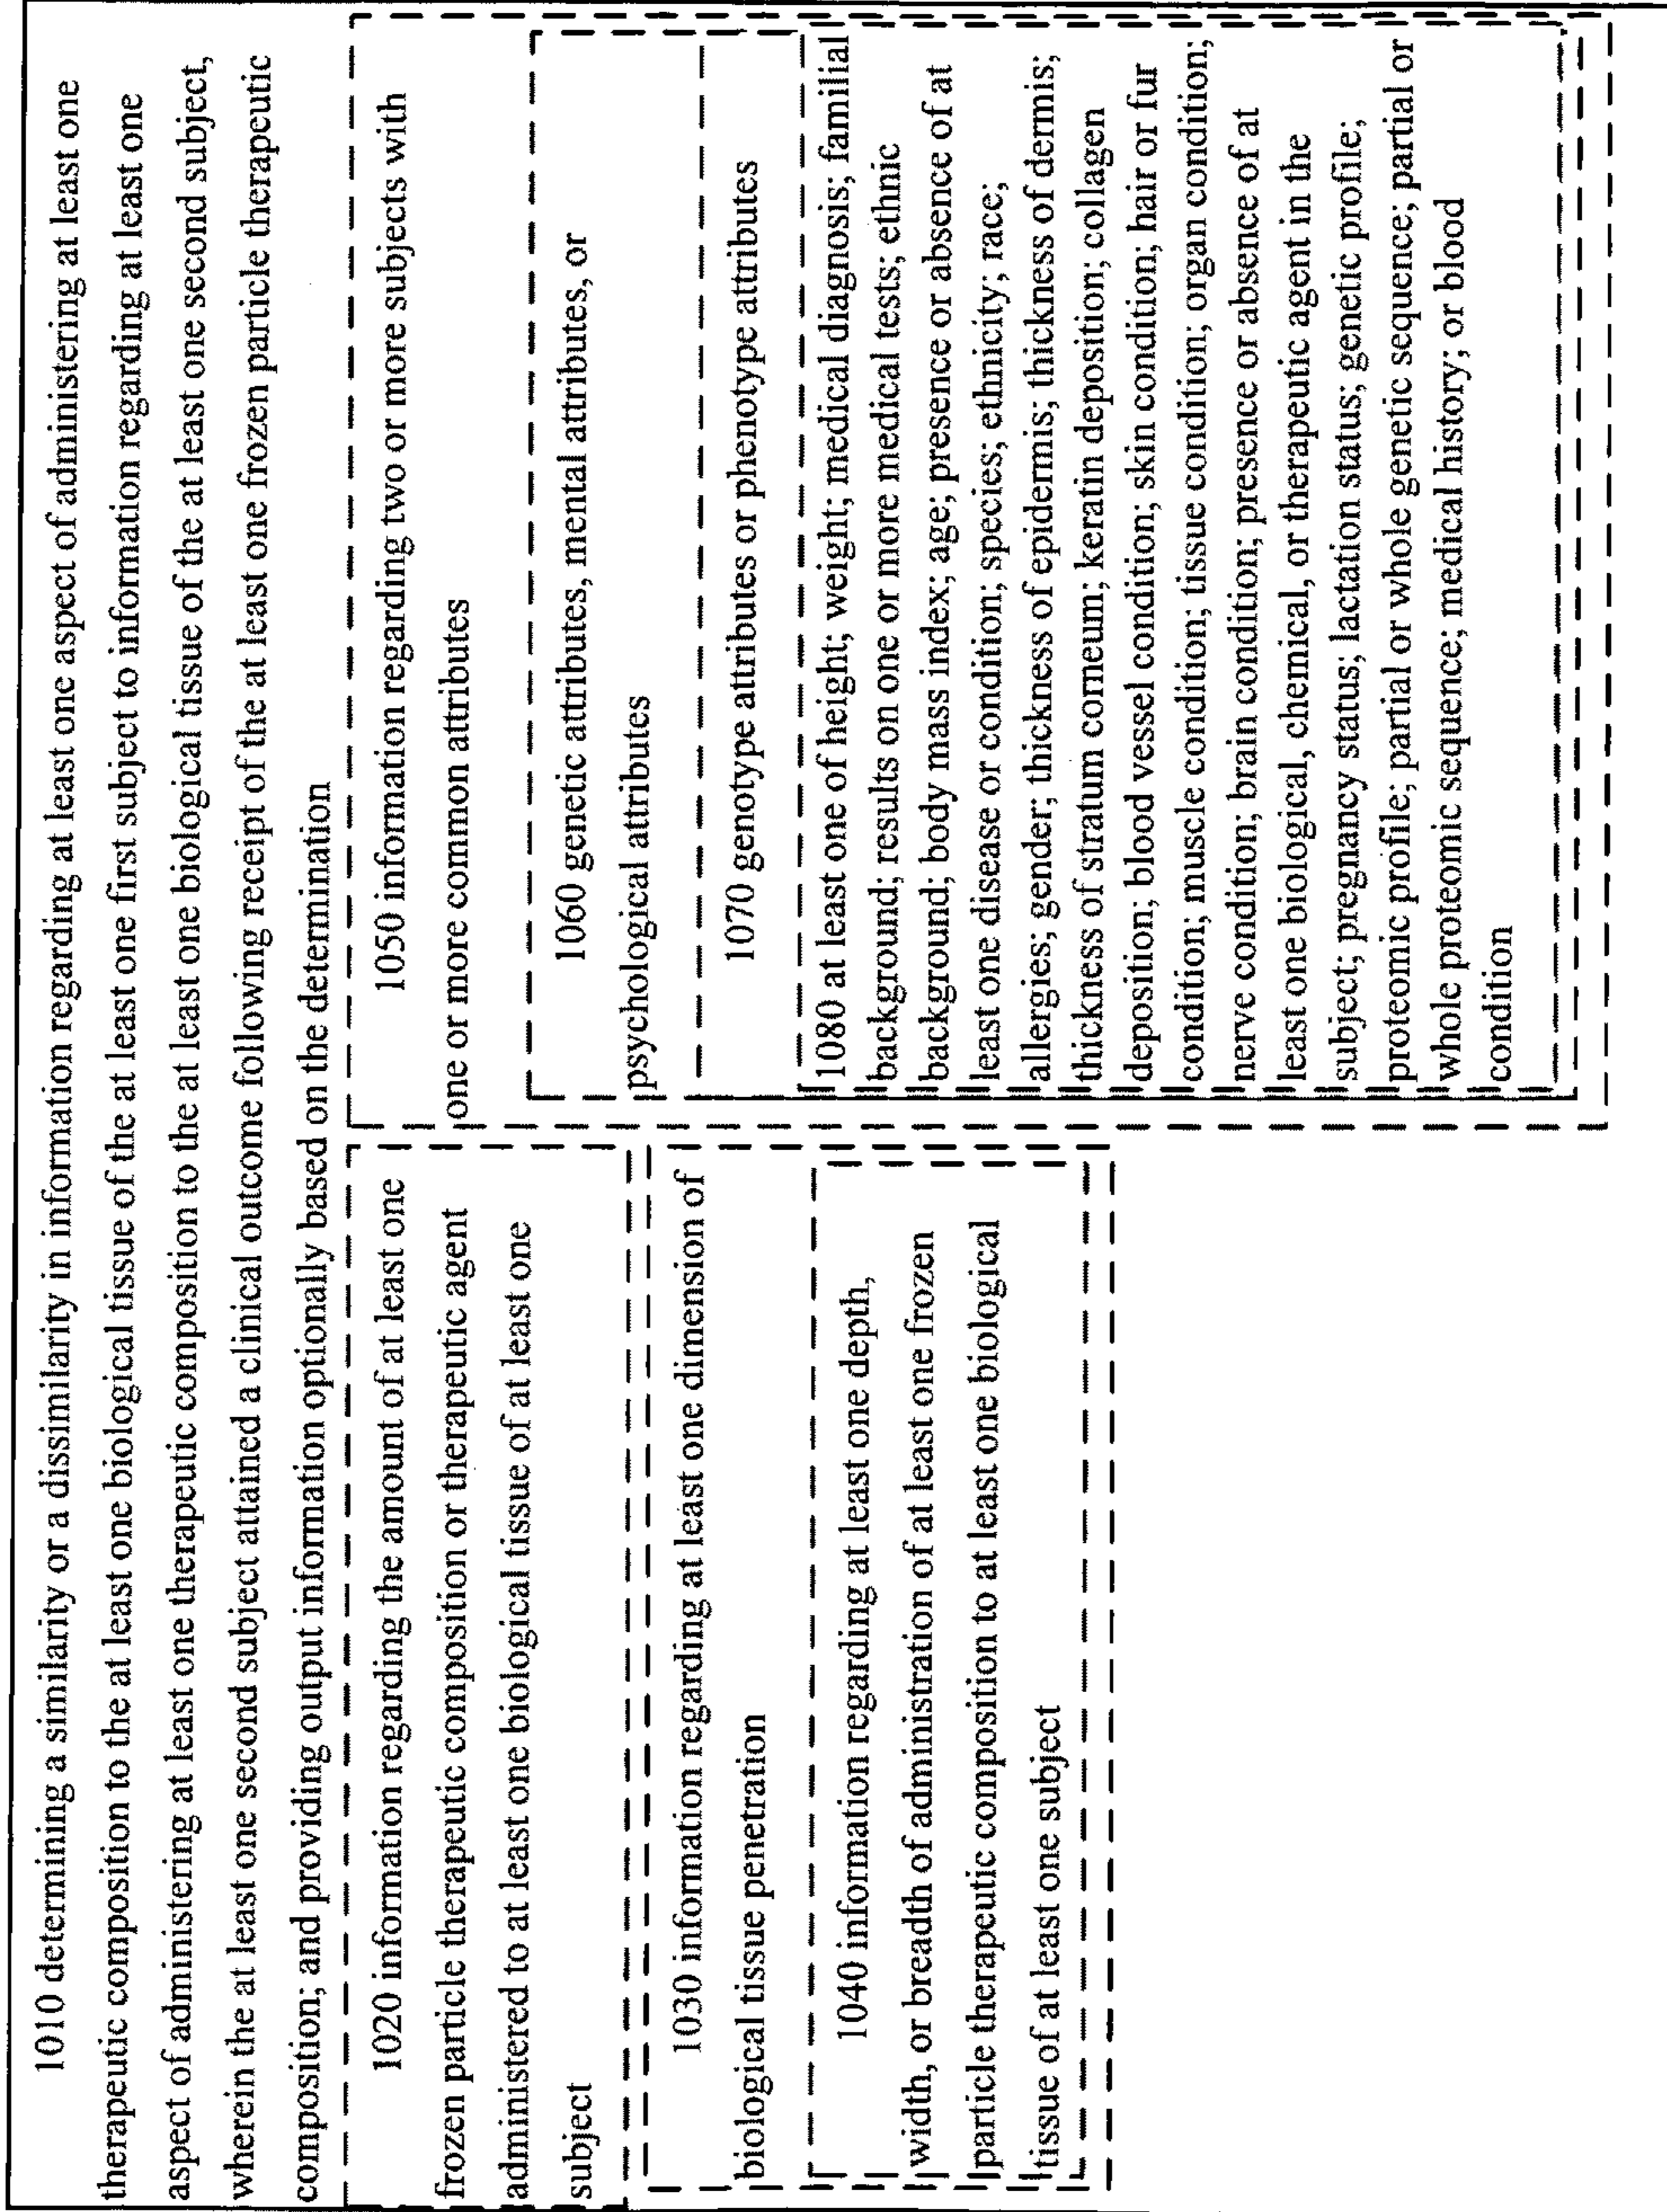 1010 determining a similarity or a dissimilarity in information regarding at least one aspect of administering at least one
therapeutic composition to the at least one biological tissue of the at least one first subject to information regarding at least one
aspect of administering at least one therapeutic composition to the at least one biological tissue of the at least one second subject,
wherein the at least one second subject attained a clinical outcome following receipt of the at least one frozen particle therapeutic
composition; and providing output information optionally based on the determination
1020 information regarding the amount of at least one
frozen particle therapeutic composition or therapeutic agent
administered to at least one biological tissue of at least one
subject
1030 information regarding at least one dimension of
biological tissue penetration
1040 information regarding at least one depth,
width, or breadth of administration of at least one frozen
particle therapeutic composition to at least one biological
tissue of at least one subject
1050 information regarding two or more subjects with
one or more common attributes
1060 genetic attributes, mental attributes, or
psychological attributes
1070 genotype attributes or phenotype attributes
1080 at least one of height; weight; medical diagnosis; familial
background; results on one or more medical tests; ethnic
background; body mass index; age; presence or absence of at
least one disease or condition; species; ethnicity; race;
allergies; gender; thickness of epidermis; thickness of dermis;
thickness of stratum corneum; keratin deposition; collagen
deposition; blood vessel condition; skin condition; hair or fur
condition; muscle condition; tissue condition; organ condition;
nerve condition; brain condition; presence or absence of at
least one biological, chemical, or therapeutic agent in the
subject; pregnancy status; lactation status; genetic profile;
proteomic profile; partial or whole genetic sequence; partial or
whole proteomic sequence; medical history; or blood
condition